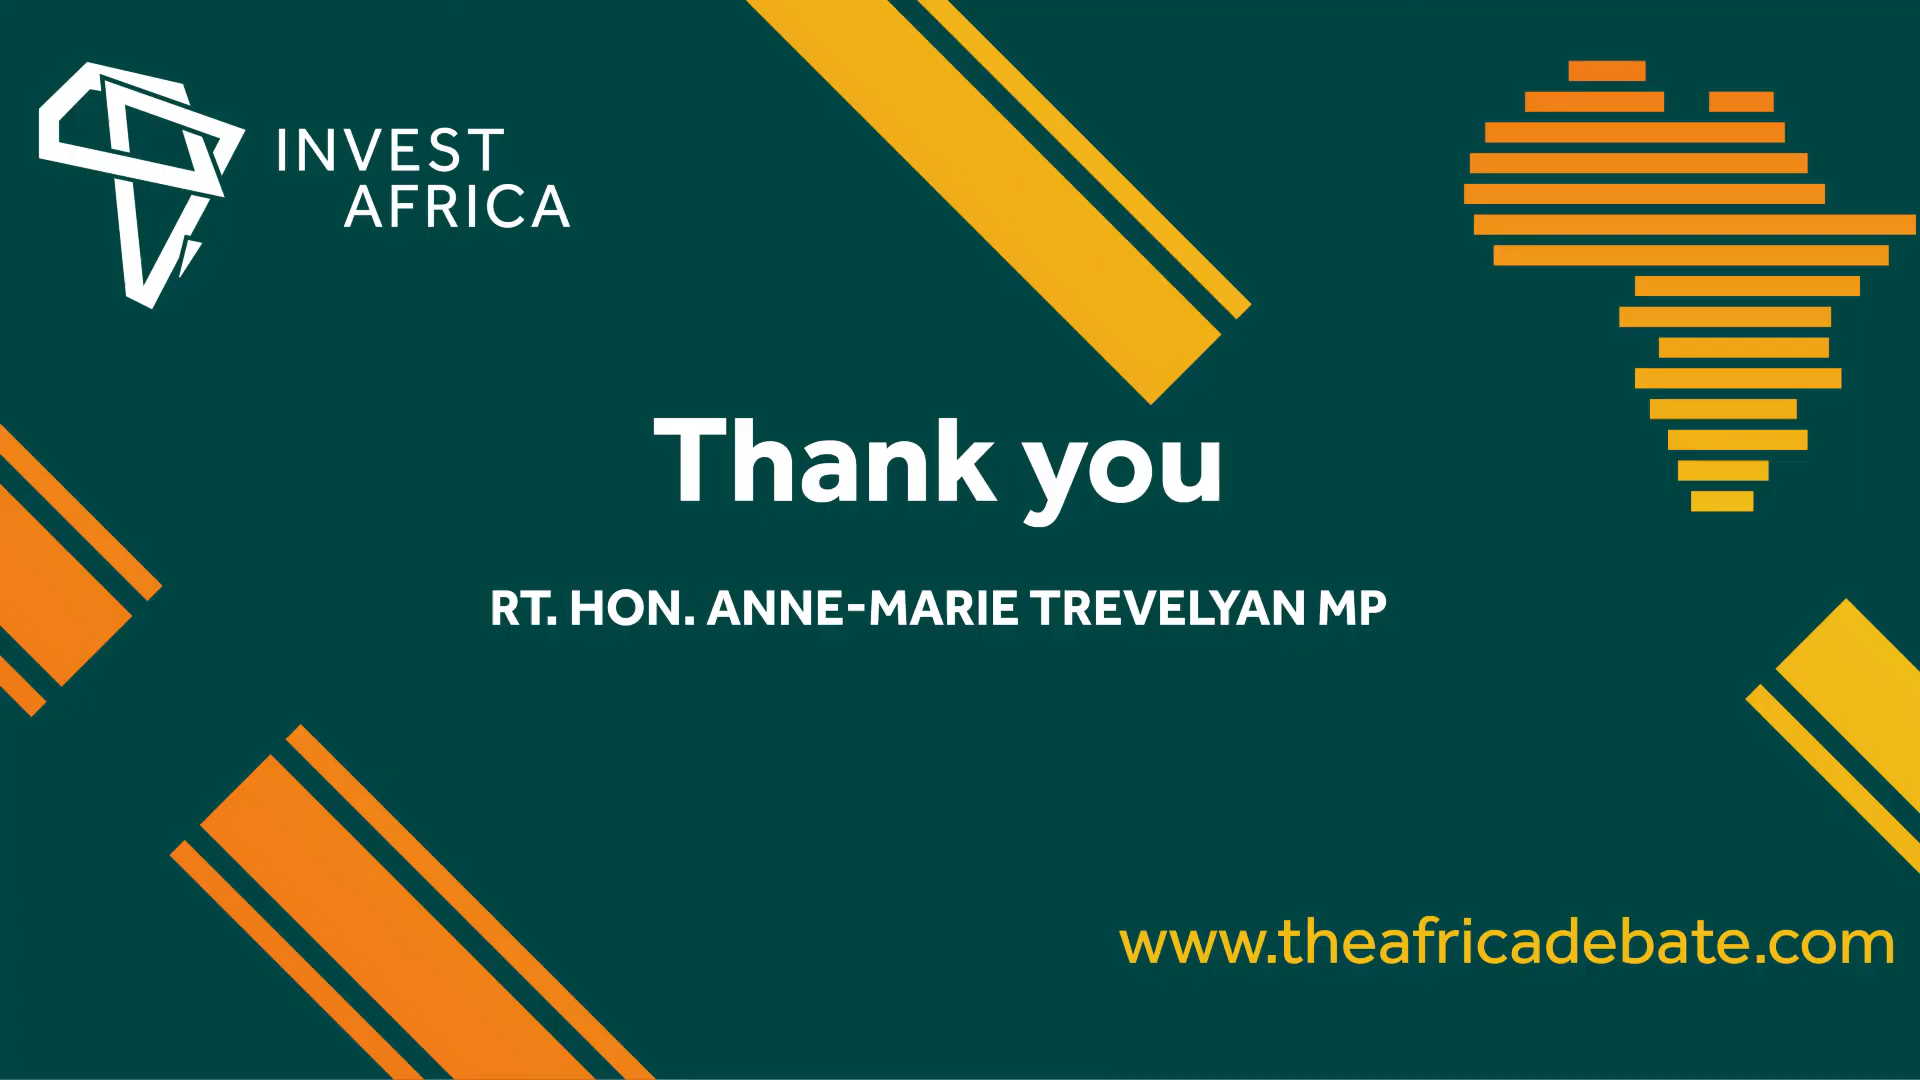 INVEST
AFRICA
Thank you
RT. HON. ANNE-MARIE TREVELYAN MP
www.theafricadebate.com